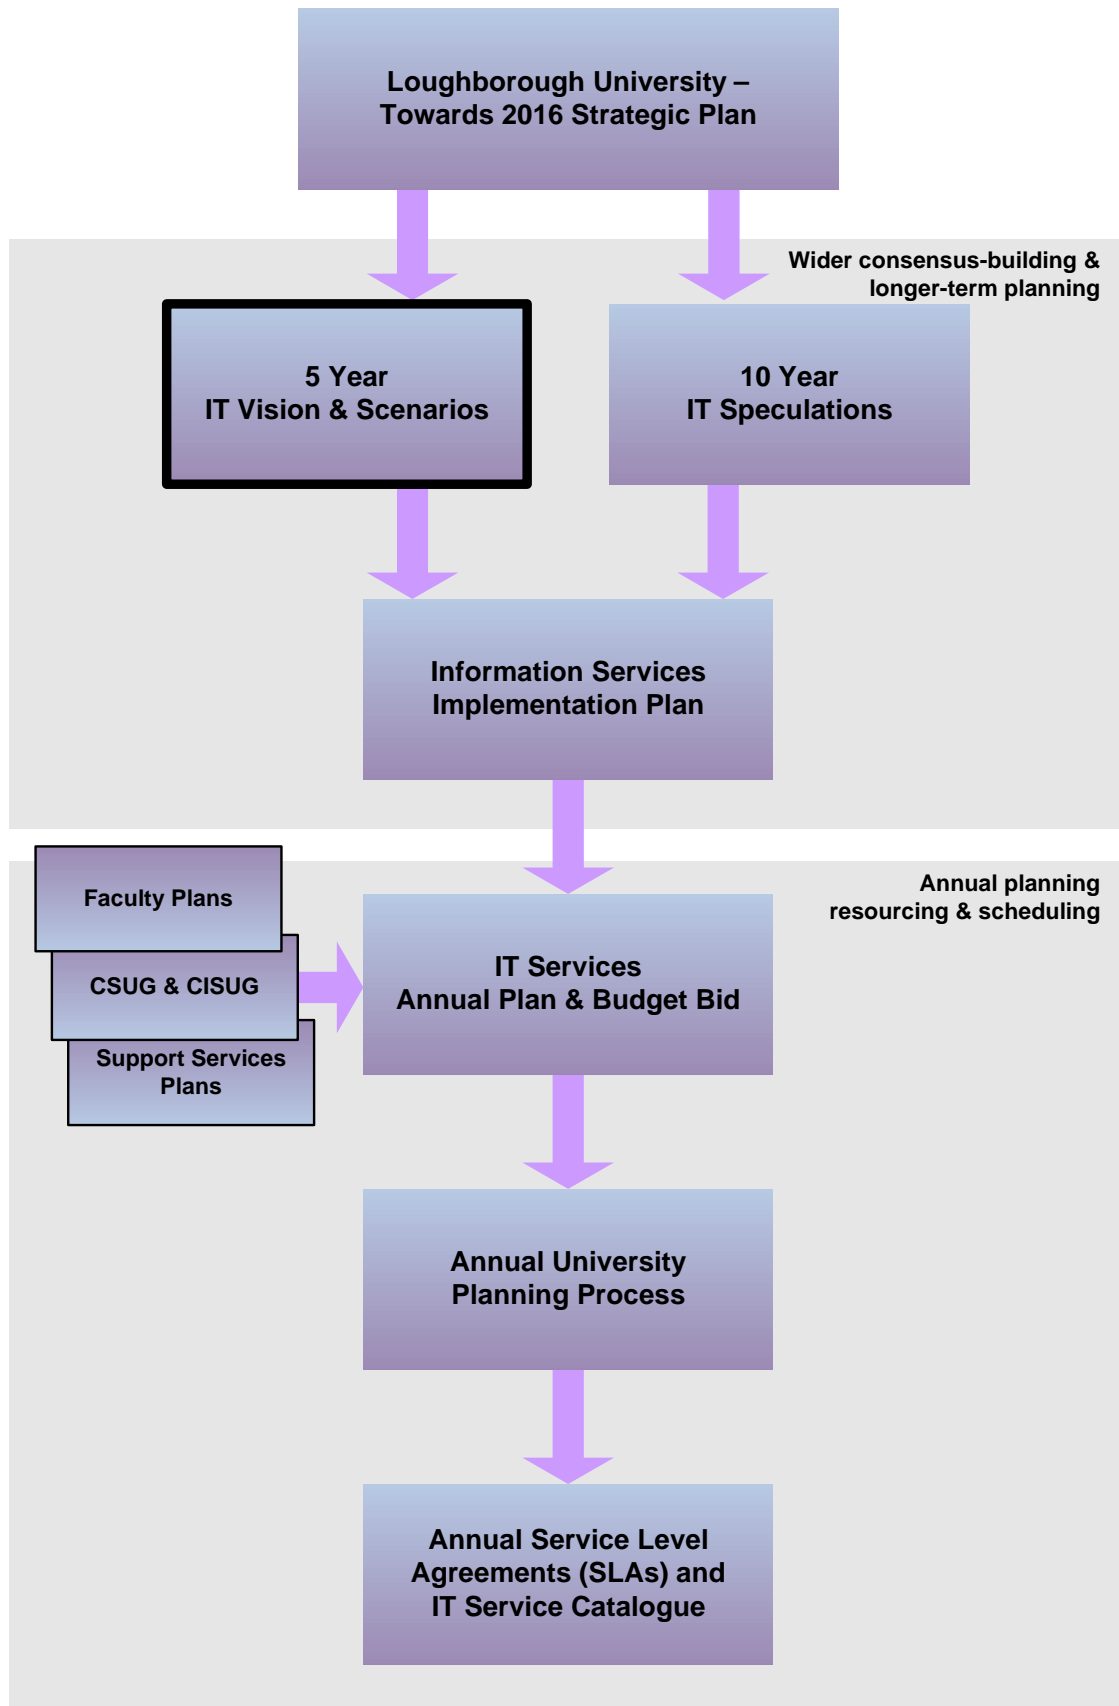 Loughborough University –
Towards 2016 Strategic Plan
Wider consensus-building &
longer-term planning
5 Year
IT Vision & Scenarios
10 Year
IT Speculations
Information Services
Implementation Plan
Faculty Plans
CSUG & CISUG
Support Services
Plans
Annual planning
resourcing & scheduling
IT Services
Annual Plan & Budget Bid
Annual University
Planning Process
Annual Service Level
Agreements (SLAs) and
IT Service Catalogue